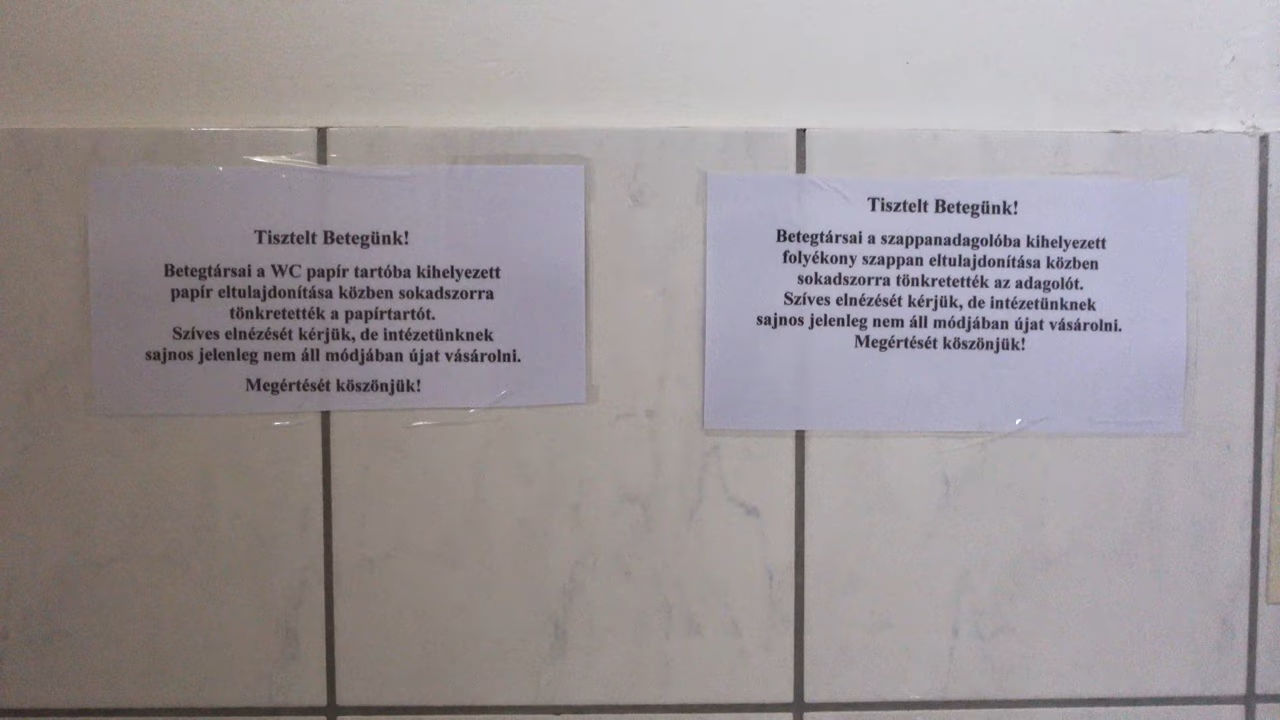 Tisztelt Betegünk!
Betegtársai a WC papír tartóba kihelyezett
papír eltulajdonítása közben sokadszorra
tönkretették a papírtartót.
Szíves elnézését kérjük, de intézetünknek
sajnos jelenleg nem áll módjában újat vásárolni.
Megértését köszönjük!
Tisztelt Betegünk!
Betegtársai a szappanadagolóba kihelyezett
folyékony szappan eltulajdonítása közben
sokadszorra tönkretették az adagolót.
Szíves elnézését kérjük, de intézetünknek
sajnos jelenleg nem áll módjában újat vásárolni.
Megértését köszönjük!